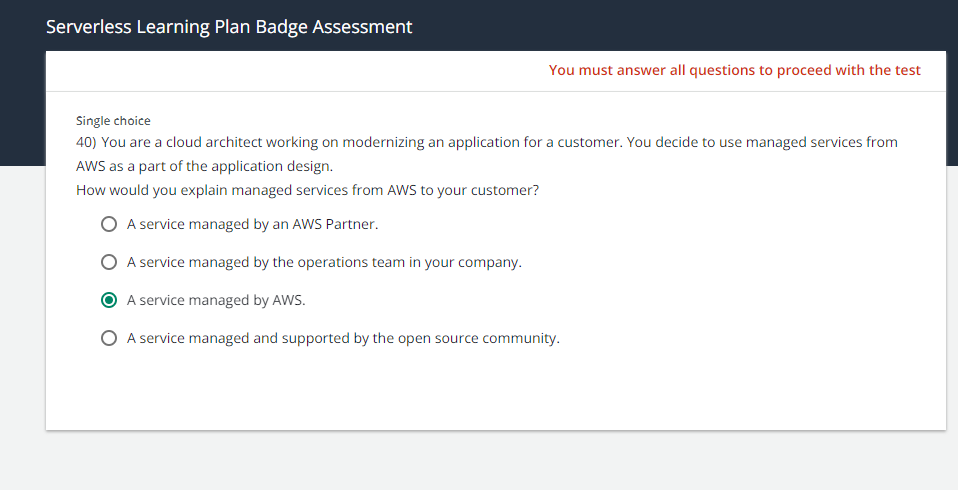 Serverless Learning Plan Badge Assessment
You must answer all questions to proceed with the test
Single choice
40) You are a cloud architect working on modernizing an application for a customer. You decide to use managed services from
AWS as a part of the application design.
How would you explain managed services from AWS to your customer?
A service managed by an AWS Partner.
A service managed by the operations team in your company.
A service managed by AWS.
A service managed and supported by the open source community.